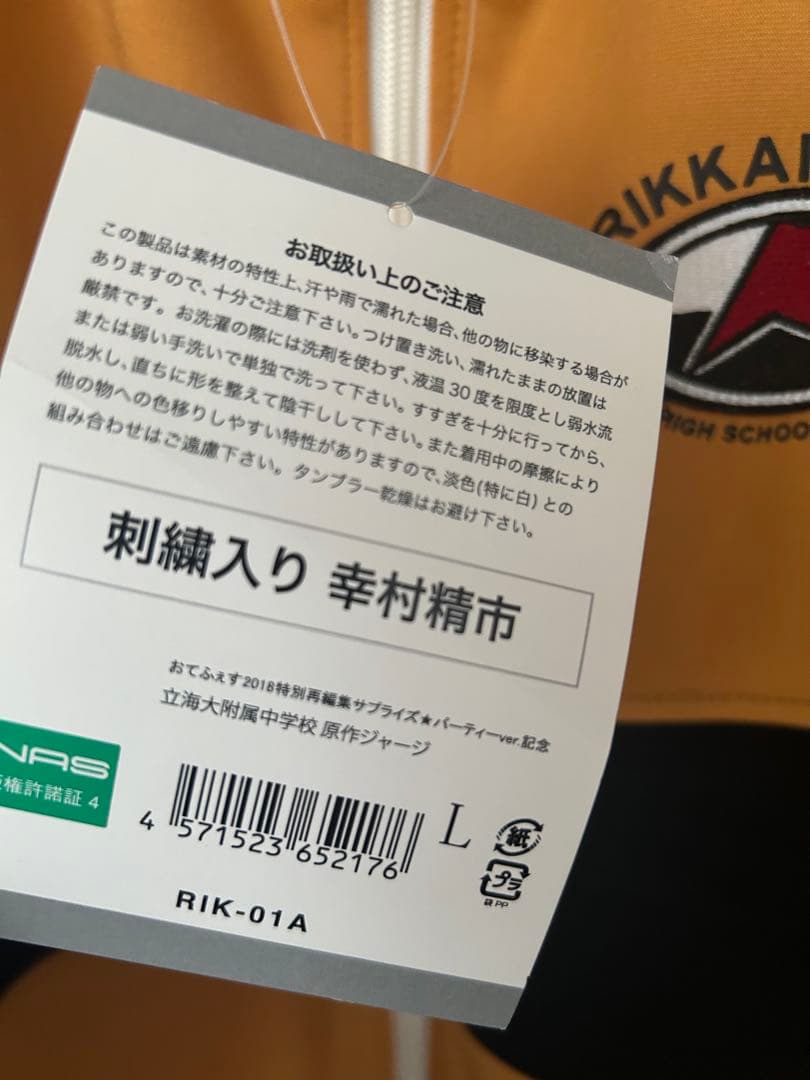 お取扱い上のご注意
この製品は素材の特性上、汗や雨で濡れた場合、他の物に移染する場合が
ありますので、十分ご注意下さい。つけ置き洗い、濡れたままの放置は
厳禁です。お洗濯の際には洗剤を使わず、液温30度を限度とし弱水流
または弱い手洗いで単独で洗って下さい。すすぎを十分に行ってから、
脱水し、直ちに形を整えて陰干しして下さい。また着用中の摩擦により
他の物への色移りしやすい特性がありますので、淡色(特に白)との
組み合わせはご遠慮下さい。タンブラー乾燥はお避け下さい。
刺繍入り 幸村精市
おてふぇす2018特別再編集サプライズ★パーティーver.記念
立海大附属中学校 原作ジャージ
NAS
権許諾証 4
4 571523 652176
L
紙
プラ
袋PP
RIK-01A
RIKKAI
HIGH SCHOO